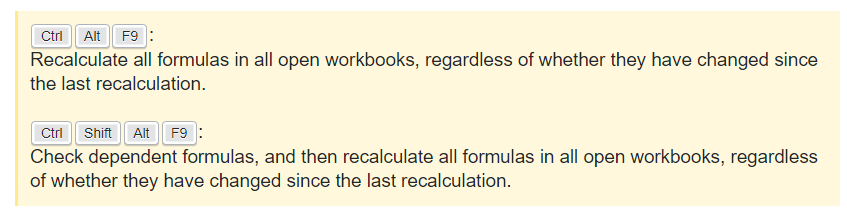 Ctrl Alt F9 :
Recalculate all formulas in all open workbooks, regardless of whether they have changed since
the last recalculation.
Ctrl Shift Alt F9 :
Check dependent formulas, and then recalculate all formulas in all open workbooks, regardless
of whether they have changed since the last recalculation.